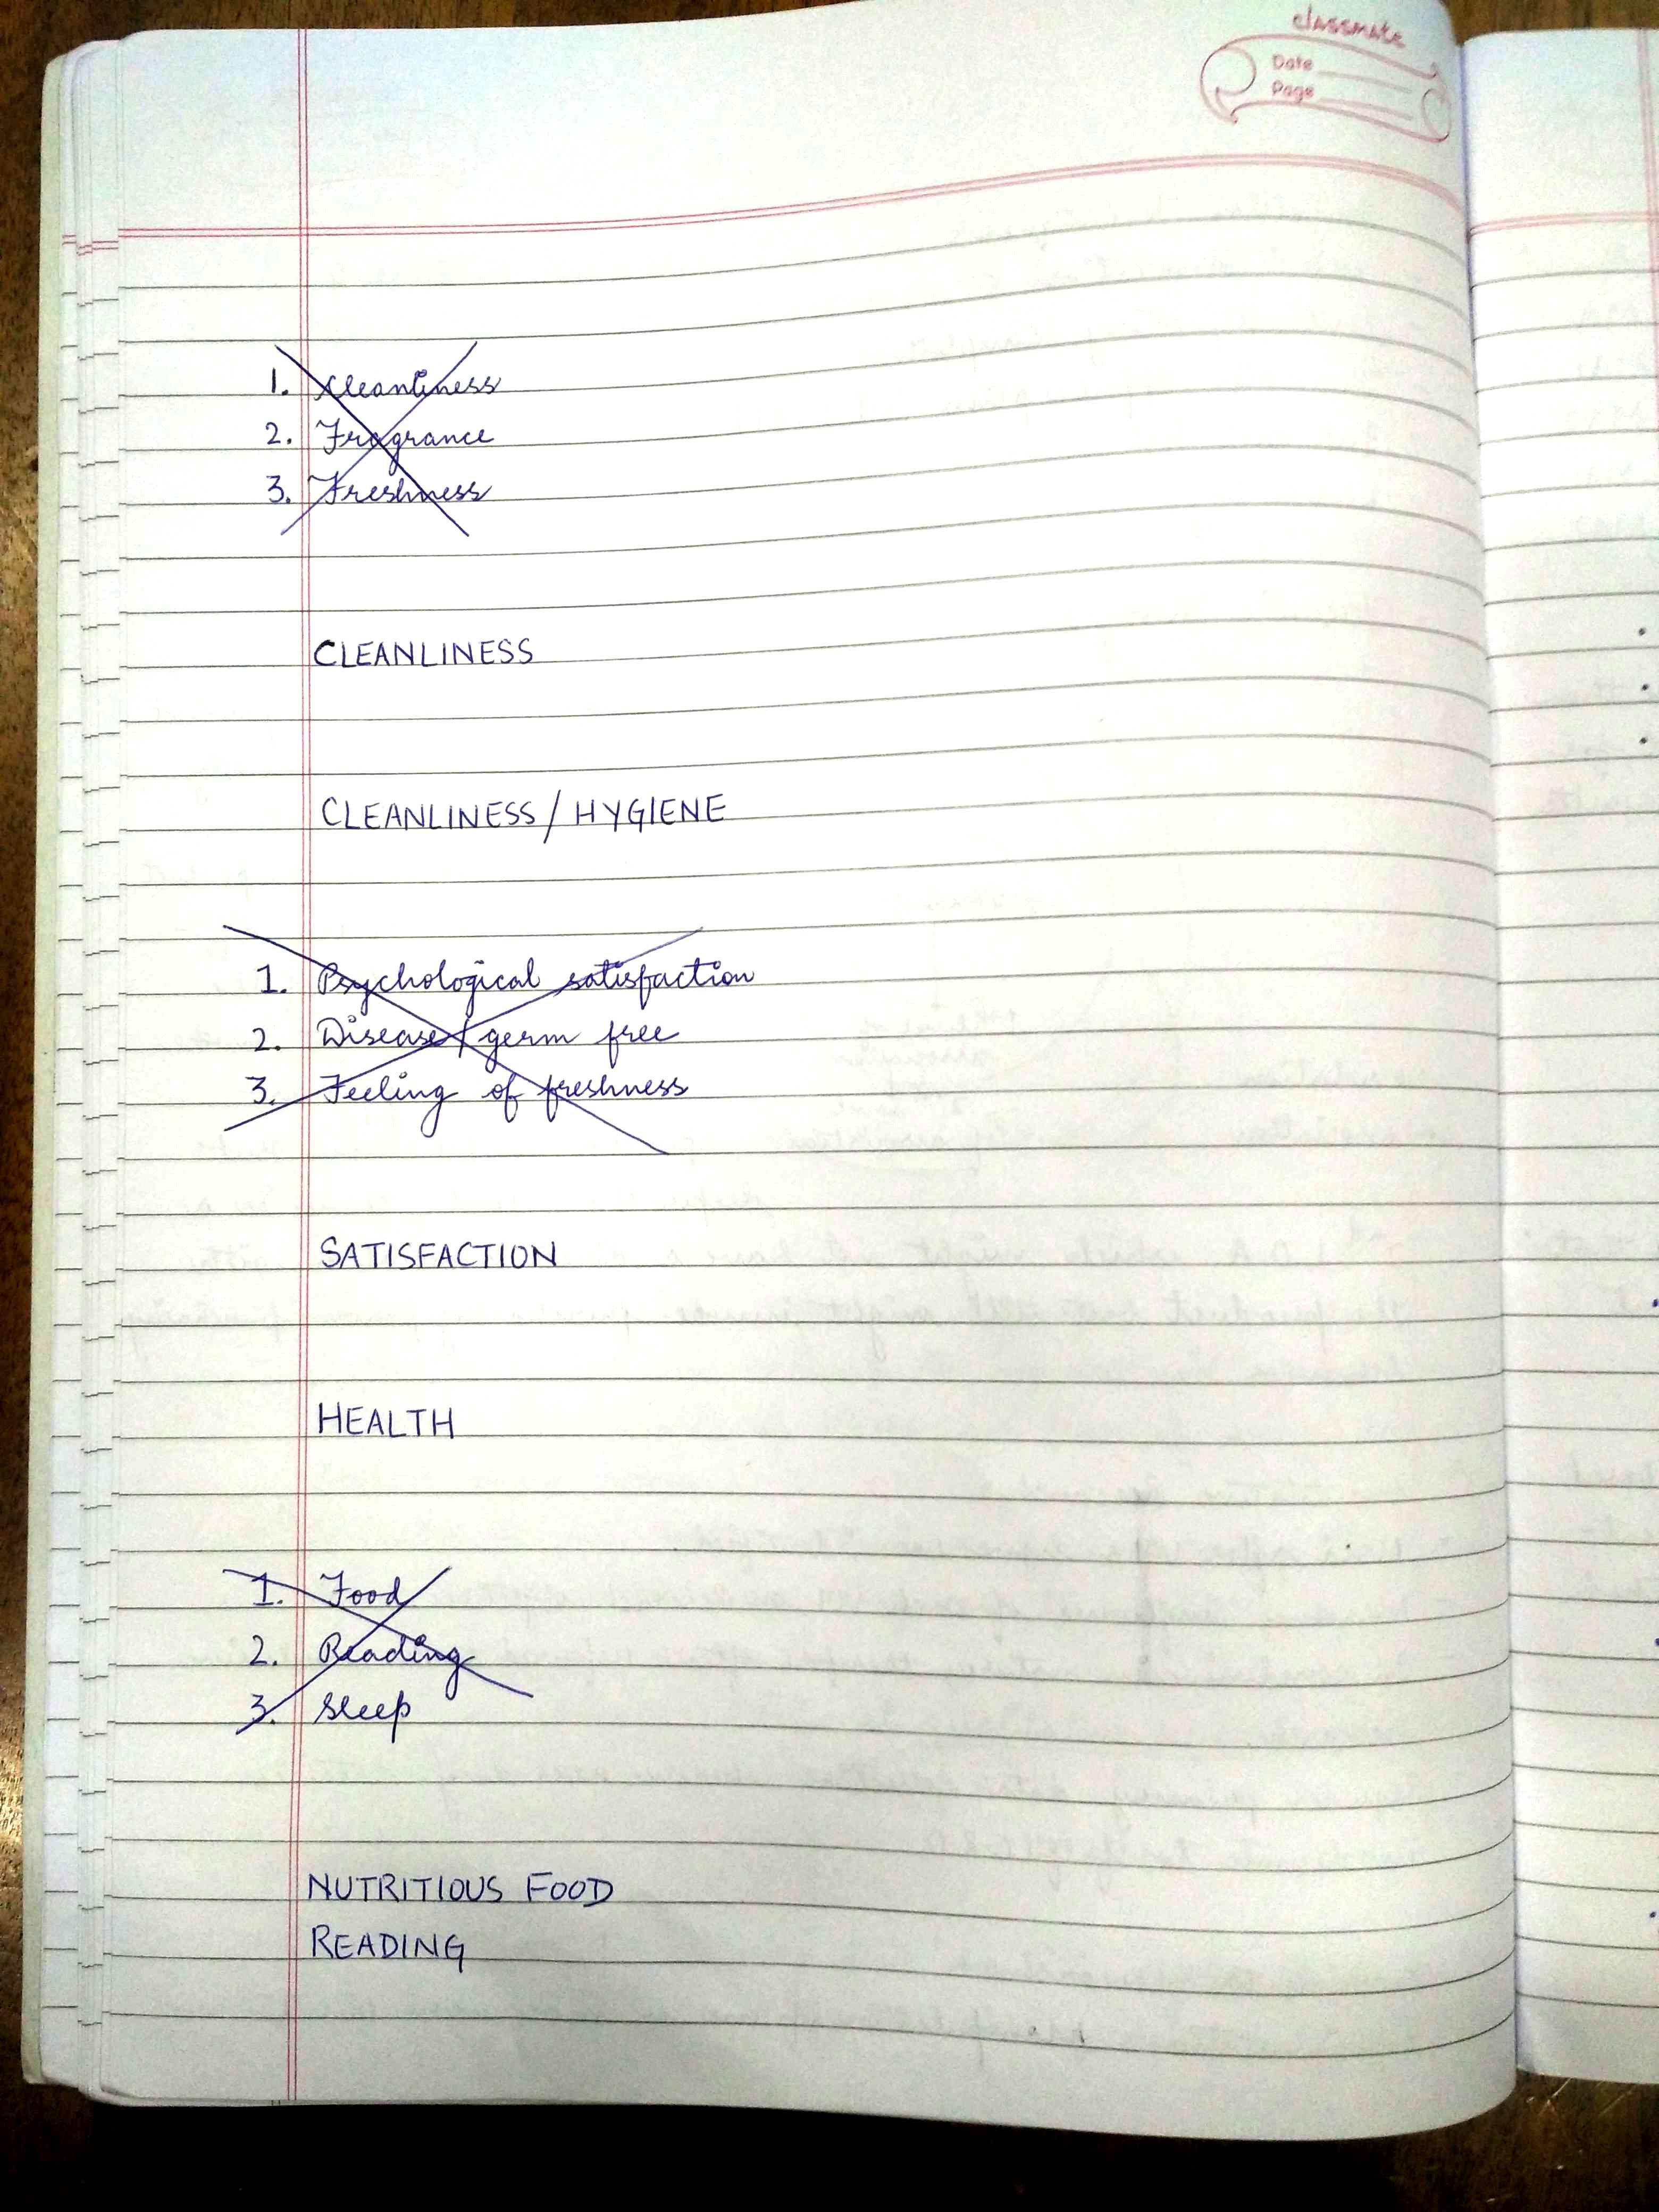 classmate
Date
Page
1. Cleanliness
2. Fragrance
3. Freshness
CLEANLINESS
CLEANLINESS / HYGIENE
1. Psychological satisfaction
2. Disease / germ free
3. Feeling of freshness
SATISFACTION
HEALTH
1. Food
2. Reading
3. Sleep
NUTRITIOUS FOOD
READING